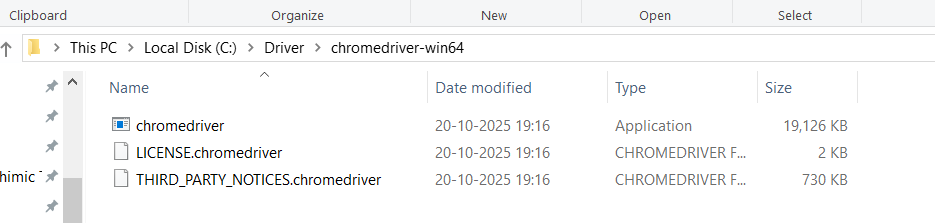 Clipboard Organize New Open Select
This PC > Local Disk (C:) > Driver > chromedriver-win64
Name Date modified Type Size
chromedriver 20-10-2025 19:16 Application 19,126 KB
LICENSE.chromedriver 20-10-2025 19:16 CHROMEDRIVER F... 2 KB
himic T
THIRD_PARTY_NOTICES.chromedriver 20-10-2025 19:16 CHROMEDRIVER F... 730 KB